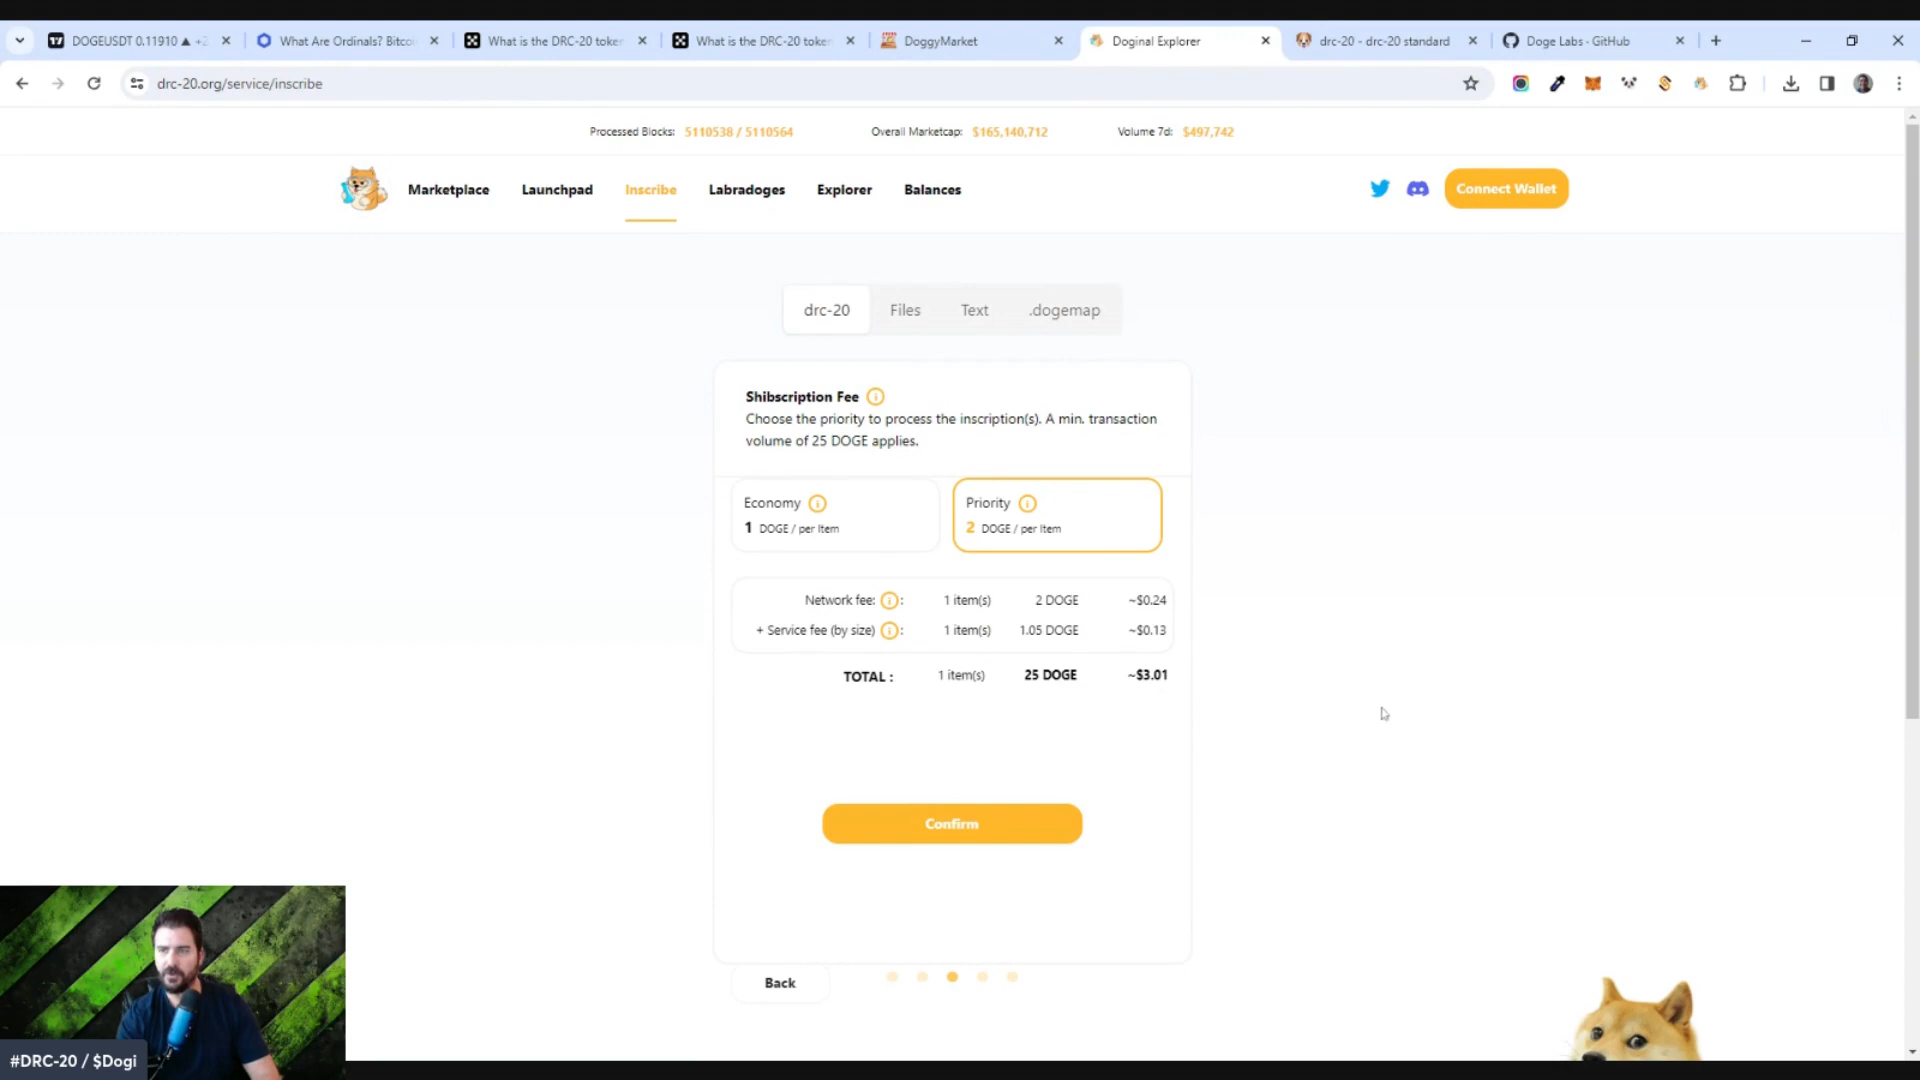 DOGEUSDT 0.11910 ▲ +2
What Are Ordinals? Bitcoi
What is the DRC-20 token
What is the DRC-20 token
DoggyMarket
Doginal Explorer
drc-20 - drc-20 standard
Doge Labs - GitHub
drc-20.org/service/inscribe
Processed Blocks: 5110538 / 5110564
Overall Marketcap: $165,140,712
Volume 7d: $497,742
Marketplace
Launchpad
Inscribe
Labradoges
Explorer
Balances
Connect Wallet
drc-20
Files
Text
.dogemap
Shibscription Fee
Choose the priority to process the inscription(s). A min. transaction
volume of 25 DOGE applies.
Economy
1 DOGE / per Item
Priority
2 DOGE / per Item
Network fee: : 1 item(s) 2 DOGE ~$0.24
+ Service fee (by size) : 1 item(s) 1.05 DOGE ~$0.13
TOTAL : 1 item(s) 25 DOGE ~$3.01
Confirm
Back
#DRC-20 / $Dogi